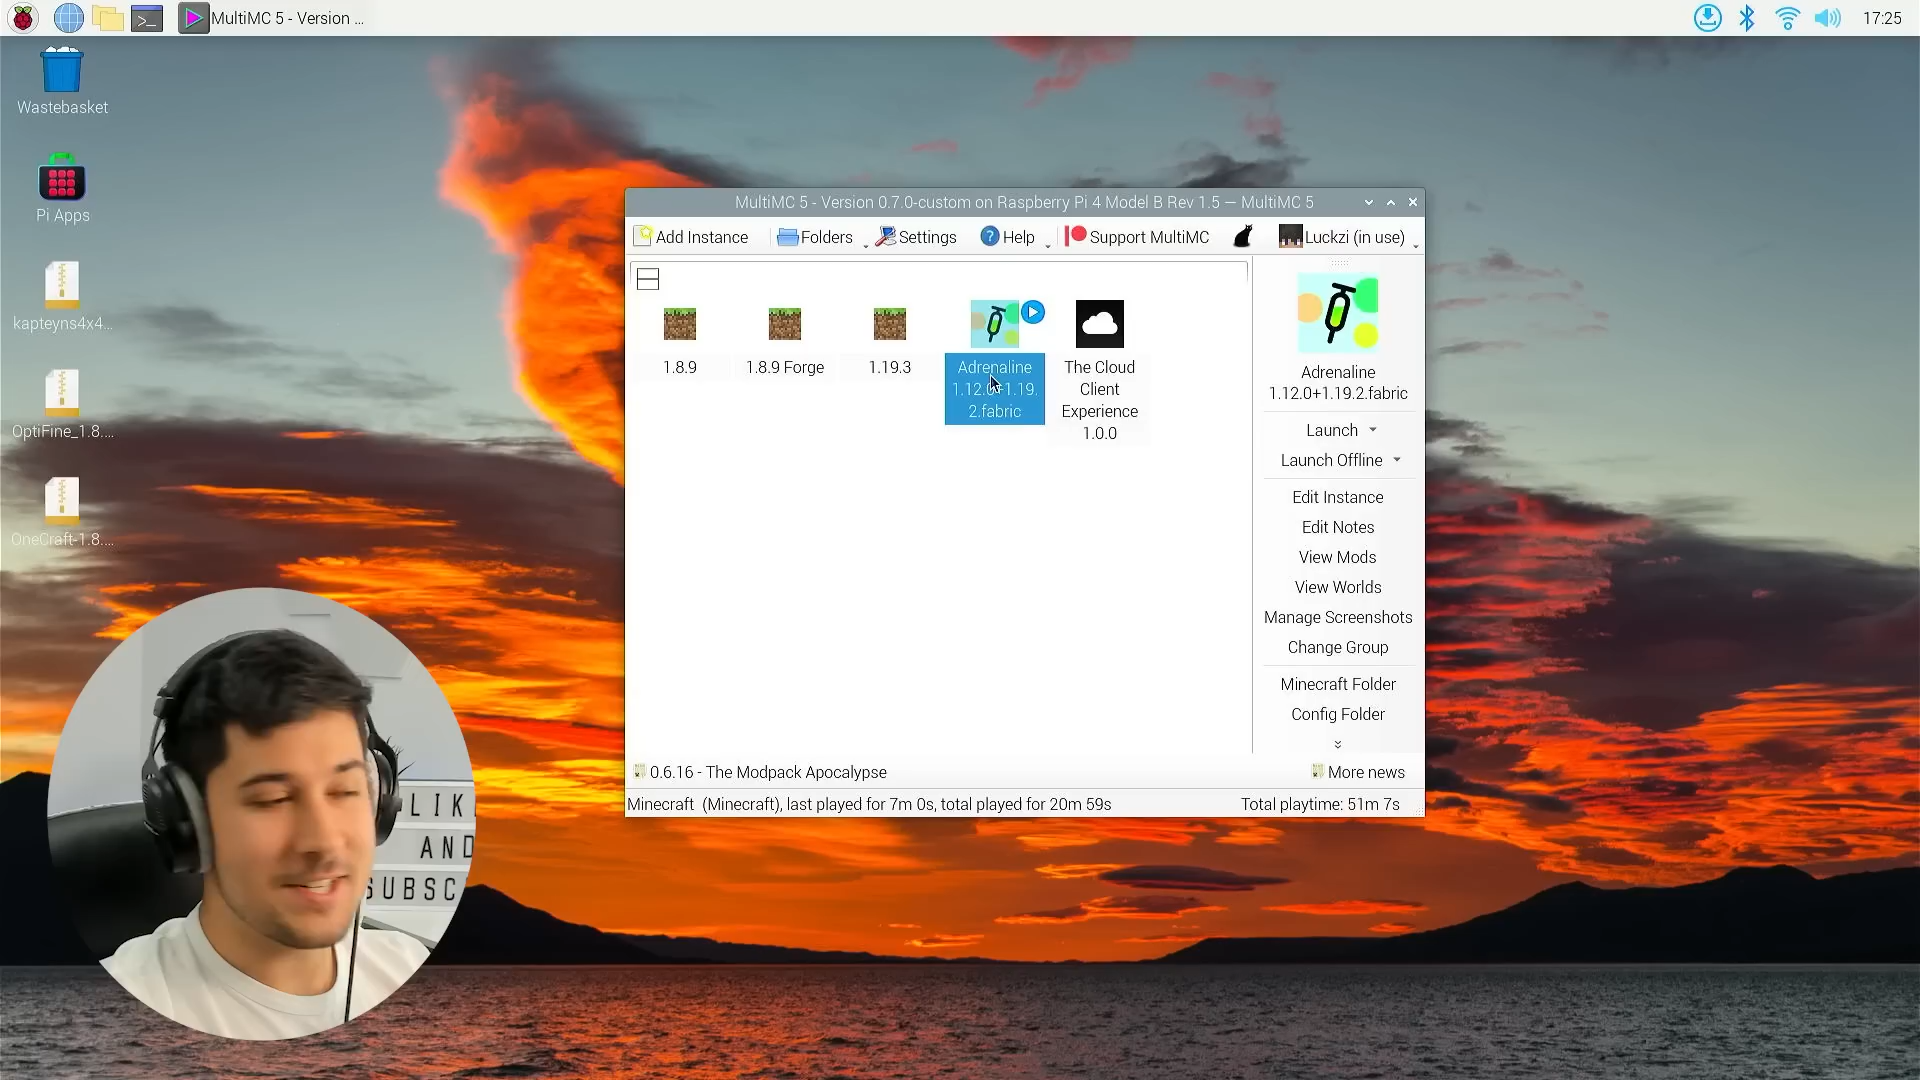 MultiMC 5 - Version ...
17:25
Wastebasket
Pi Apps
kapteyns4x4...
OptiFine_1.8....
OneCraft-1.8....
MultiMC 5 - Version 0.7.0-custom on Raspberry Pi 4 Model B Rev 1.5 — MultiMC 5
Add Instance
Folders
Settings
Help
Support MultiMC
Luckzi (in use)
1.8.9
1.8.9 Forge
1.19.3
Adrenaline
1.12.0+1.19.
2.fabric
The Cloud
Client
Experience
1.0.0
Adrenaline
1.12.0+1.19.2.fabric
Launch
Launch Offline
Edit Instance
Edit Notes
View Mods
View Worlds
Manage Screenshots
Change Group
Minecraft Folder
Config Folder
0.6.16 - The Modpack Apocalypse
More news
Minecraft (Minecraft), last played for 7m 0s, total played for 20m 59s
Total playtime: 51m 7s
LIK
AND
SUBSC